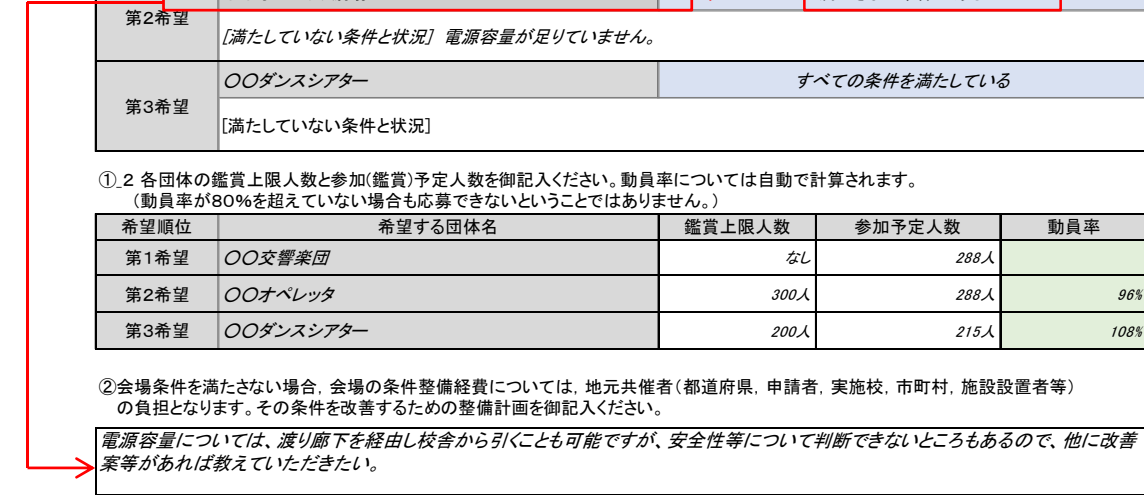 第2希望
[満たしていない条件と状況] 電源容量が足りていません。
第3希望
〇〇ダンスシアター
すべての条件を満たしている
[満たしていない条件と状況]
①_2 各団体の鑑賞上限人数と参加(鑑賞)予定人数を御記入ください。動員率については自動で計算されます。
(動員率が80%を超えていない場合も応募できないということではありません。)
希望順位 希望する団体名 鑑賞上限人数 参加予定人数 動員率
第1希望 〇〇交響楽団 なし 288人
第2希望 〇〇オペレッタ 300人 288人 96%
第3希望 〇〇ダンスシアター 200人 215人 108%
②会場条件を満たさない場合, 会場の条件整備経費については, 地元共催者(都道府県, 申請者, 実施校, 市町村, 施設設置者等)
の負担となります。その条件を改善するための整備計画を御記入ください。
電源容量については、渡り廊下を経由し校舎から引くことも可能ですが、安全性等について判断できないところもあるので、他に改善
案等があれば教えていただきたい。